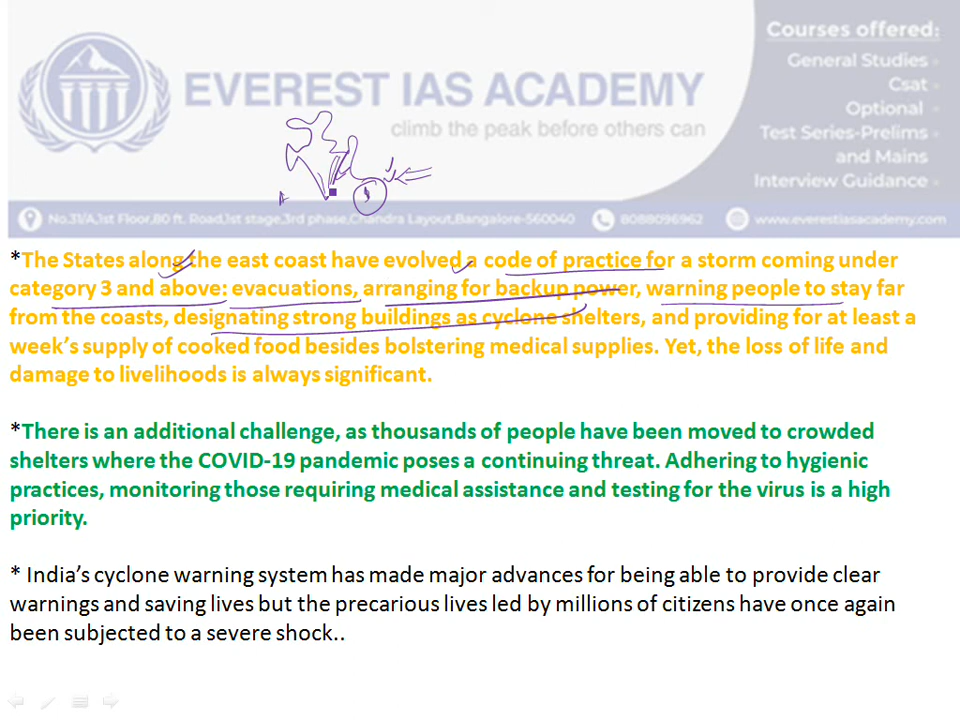 Courses offered:
General Studies
Csat
EVEREST IAS ACADEMY
Optional
climb the peak before others can
Test Series-Prelims
and Mains
Interview Guidance
No.31/A,1st Floor,80 ft. Road,1st stage,3rd phase,Chandra Layout,Bangalore-560040
8088096962
www.everestiasacademy.com
*The States along the east coast have evolved a code of practice for a storm coming under
category 3 and above: evacuations, arranging for backup power, warning people to stay far
from the coasts, designating strong buildings as cyclone shelters, and providing for at least a
week’s supply of cooked food besides bolstering medical supplies. Yet, the loss of life and
damage to livelihoods is always significant.
*There is an additional challenge, as thousands of people have been moved to crowded
shelters where the COVID-19 pandemic poses a continuing threat. Adhering to hygienic
practices, monitoring those requiring medical assistance and testing for the virus is a high
priority.
* India’s cyclone warning system has made major advances for being able to provide clear
warnings and saving lives but the precarious lives led by millions of citizens have once again
been subjected to a severe shock..